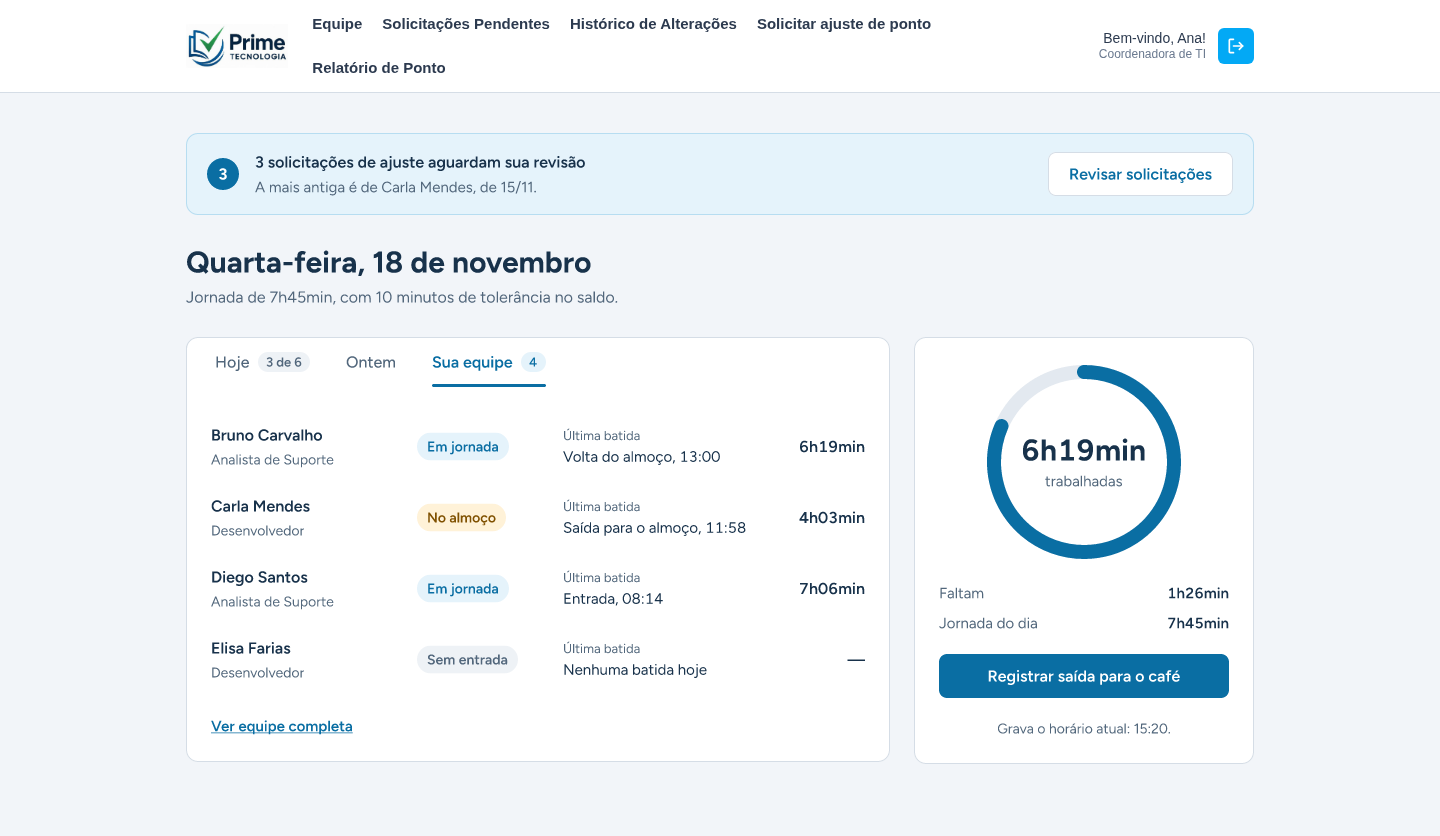 Prime
TECNOLOGIA
Equipe Solicitações Pendentes Histórico de Alterações Solicitar ajuste de ponto
Relatório de Ponto
Bem-vindo, Ana!
Coordenadora de TI
3
3 solicitações de ajuste aguardam sua revisão
A mais antiga é de Carla Mendes, de 15/11.
Revisar solicitações
Quarta-feira, 18 de novembro
Jornada de 7h45min, com 10 minutos de tolerância no saldo.
Hoje 3 de 6 Ontem Sua equipe 4
Bruno Carvalho
Analista de Suporte
Em jornada
Última batida
Volta do almoço, 13:00
6h19min
Carla Mendes
Desenvolvedor
No almoço
Última batida
Saída para o almoço, 11:58
4h03min
Diego Santos
Analista de Suporte
Em jornada
Última batida
Entrada, 08:14
7h06min
Elisa Farias
Desenvolvedor
Sem entrada
Última batida
Nenhuma batida hoje
—
Ver equipe completa
6h19min
trabalhadas
Faltam 1h26min
Jornada do dia 7h45min
Registrar saída para o café
Grava o horário atual: 15:20.